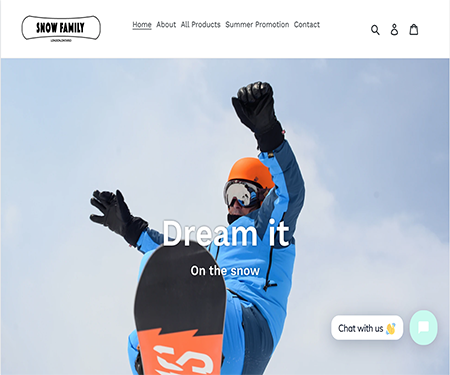 SNOW FAMILY
LONDON, ONTARIO
Home About All Products Summer Promotion Contact
Dream it
On the snow
Chat with us 👋